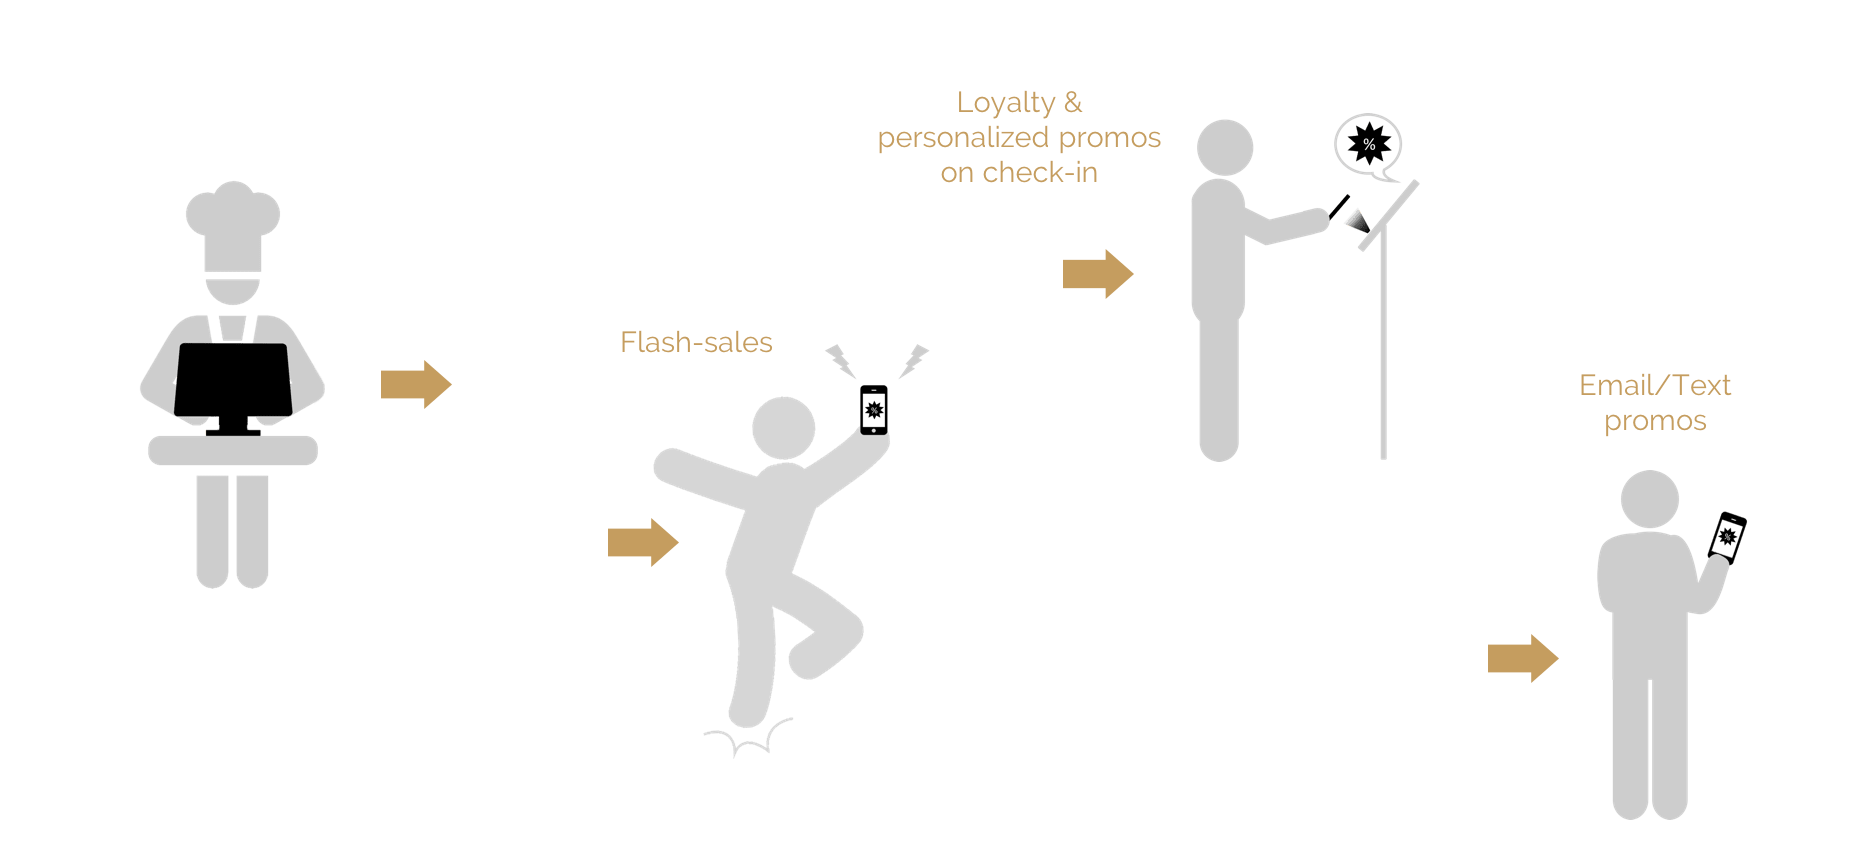 Loyalty &
personalized promos
on check-in
%
Flash-sales
%
Email/Text
promos
%